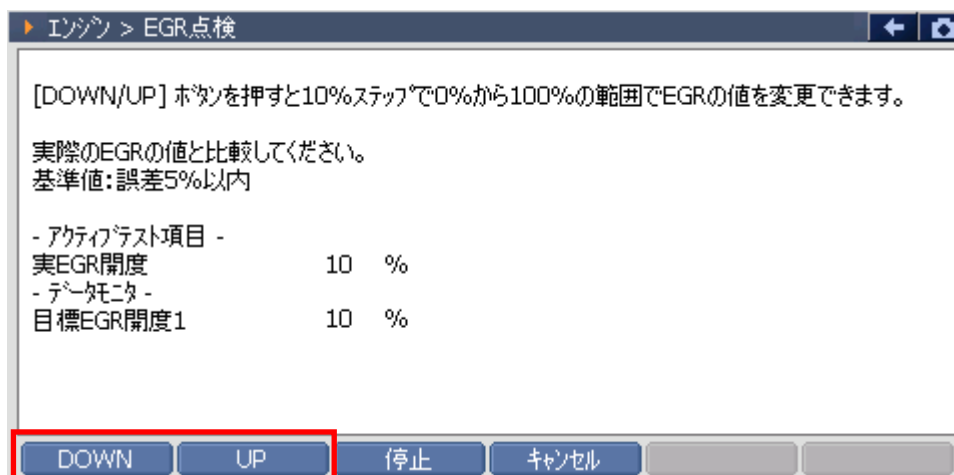 ｴﾝｼﾞﾝ > EGR点検
[DOWN/UP] ﾎﾞﾀﾝを押すと10%ｽﾃｯﾌﾟで0%から100%の範囲でEGRの値を変更できます。
実際のEGRの値と比較してください。
基準値:誤差5%以内
- ｱｸﾃｨﾌﾞﾃｽﾄ項目 -
実EGR開度 10 %
- ﾃﾞｰﾀﾓﾆﾀ -
目標EGR開度1 10 %
DOWN UP 停止 ｷｬﾝｾﾙ